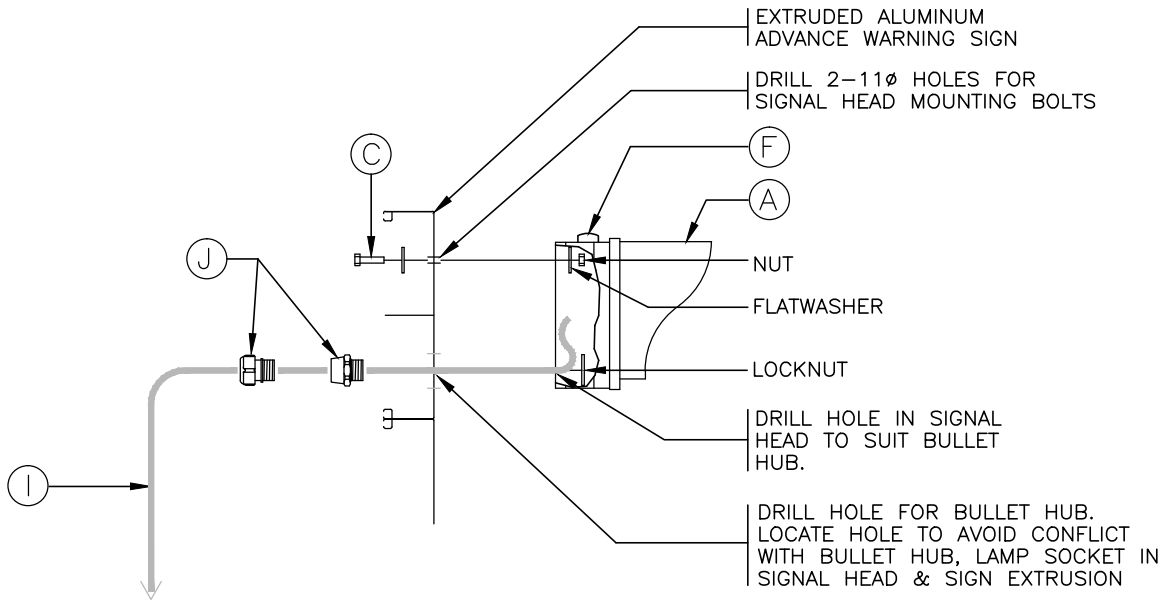 EXTRUDED ALUMINUM
ADVANCE WARNING SIGN
DRILL 2-11ø HOLES FOR
SIGNAL HEAD MOUNTING BOLTS
C
F
A
J
NUT
FLATWASHER
LOCKNUT
DRILL HOLE IN SIGNAL
HEAD TO SUIT BULLET
HUB.
I
DRILL HOLE FOR BULLET HUB.
LOCATE HOLE TO AVOID CONFLICT
WITH BULLET HUB, LAMP SOCKET IN
SIGNAL HEAD & SIGN EXTRUSION